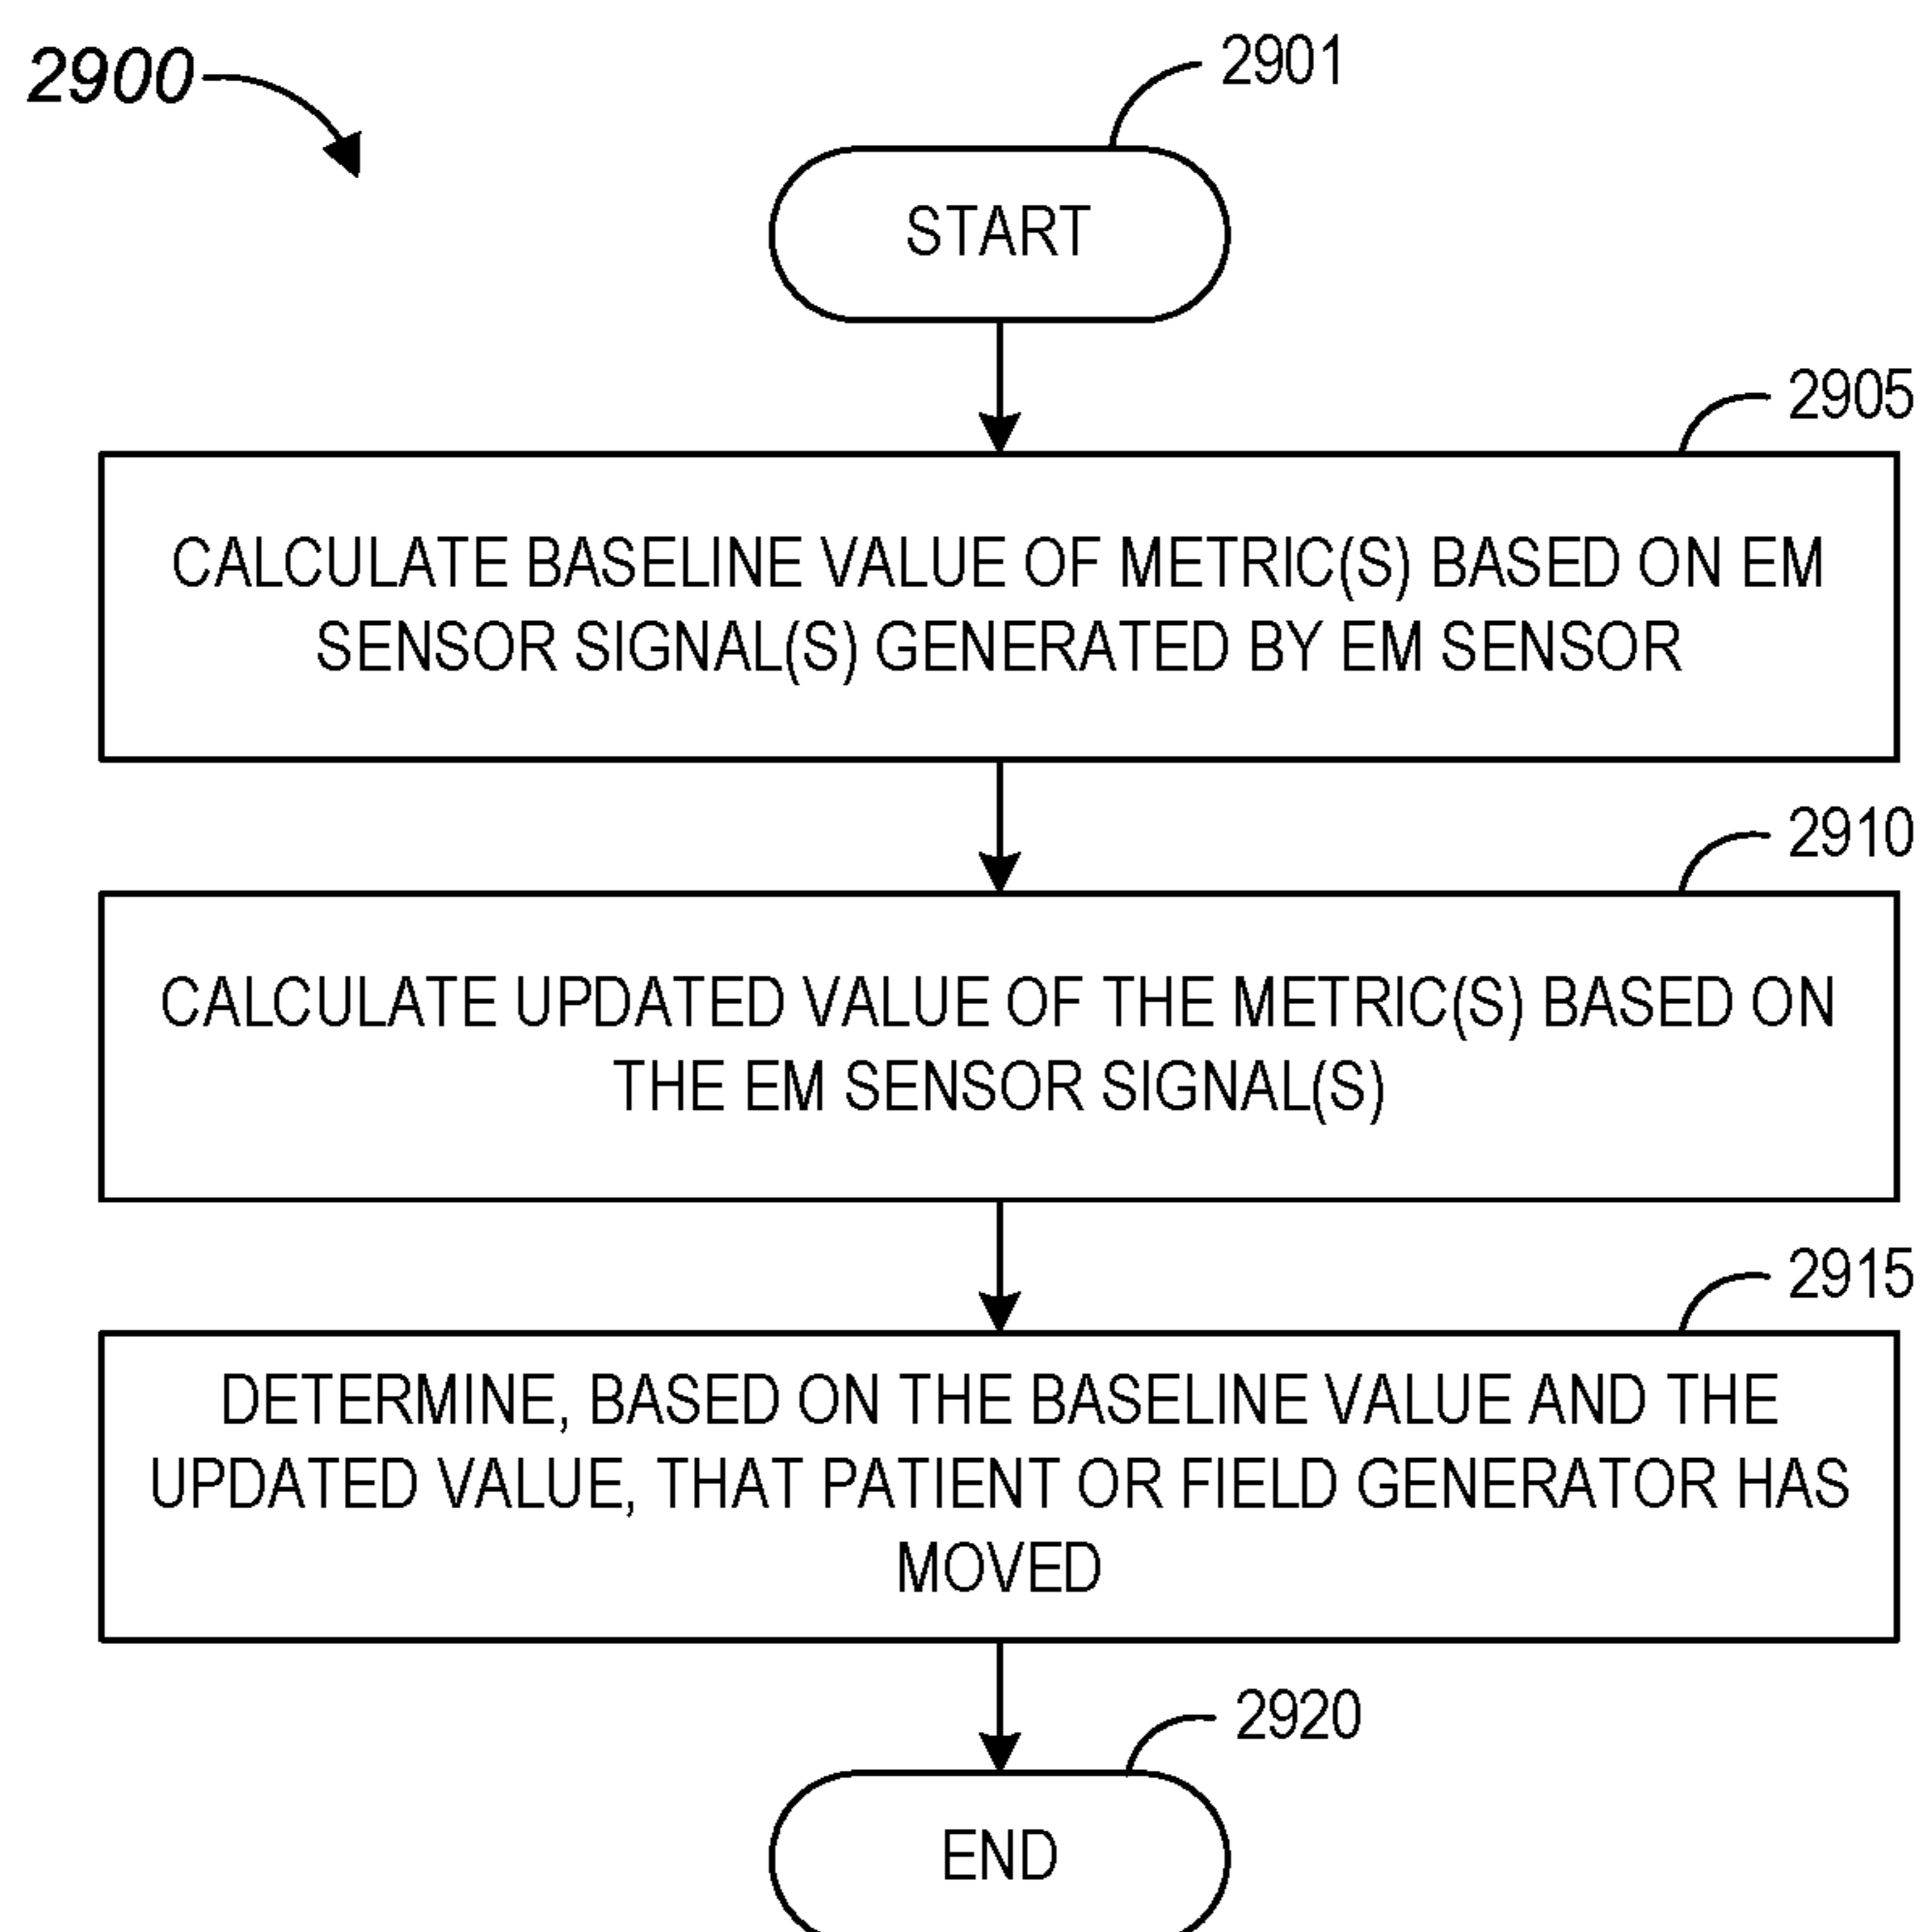 2900
2901
START
2905
CALCULATE BASELINE VALUE OF METRIC(S) BASED ON EM
SENSOR SIGNAL(S) GENERATED BY EM SENSOR
2910
CALCULATE UPDATED VALUE OF THE METRIC(S) BASED ON
THE EM SENSOR SIGNAL(S)
2915
DETERMINE, BASED ON THE BASELINE VALUE AND THE
UPDATED VALUE, THAT PATIENT OR FIELD GENERATOR HAS
MOVED
2920
END